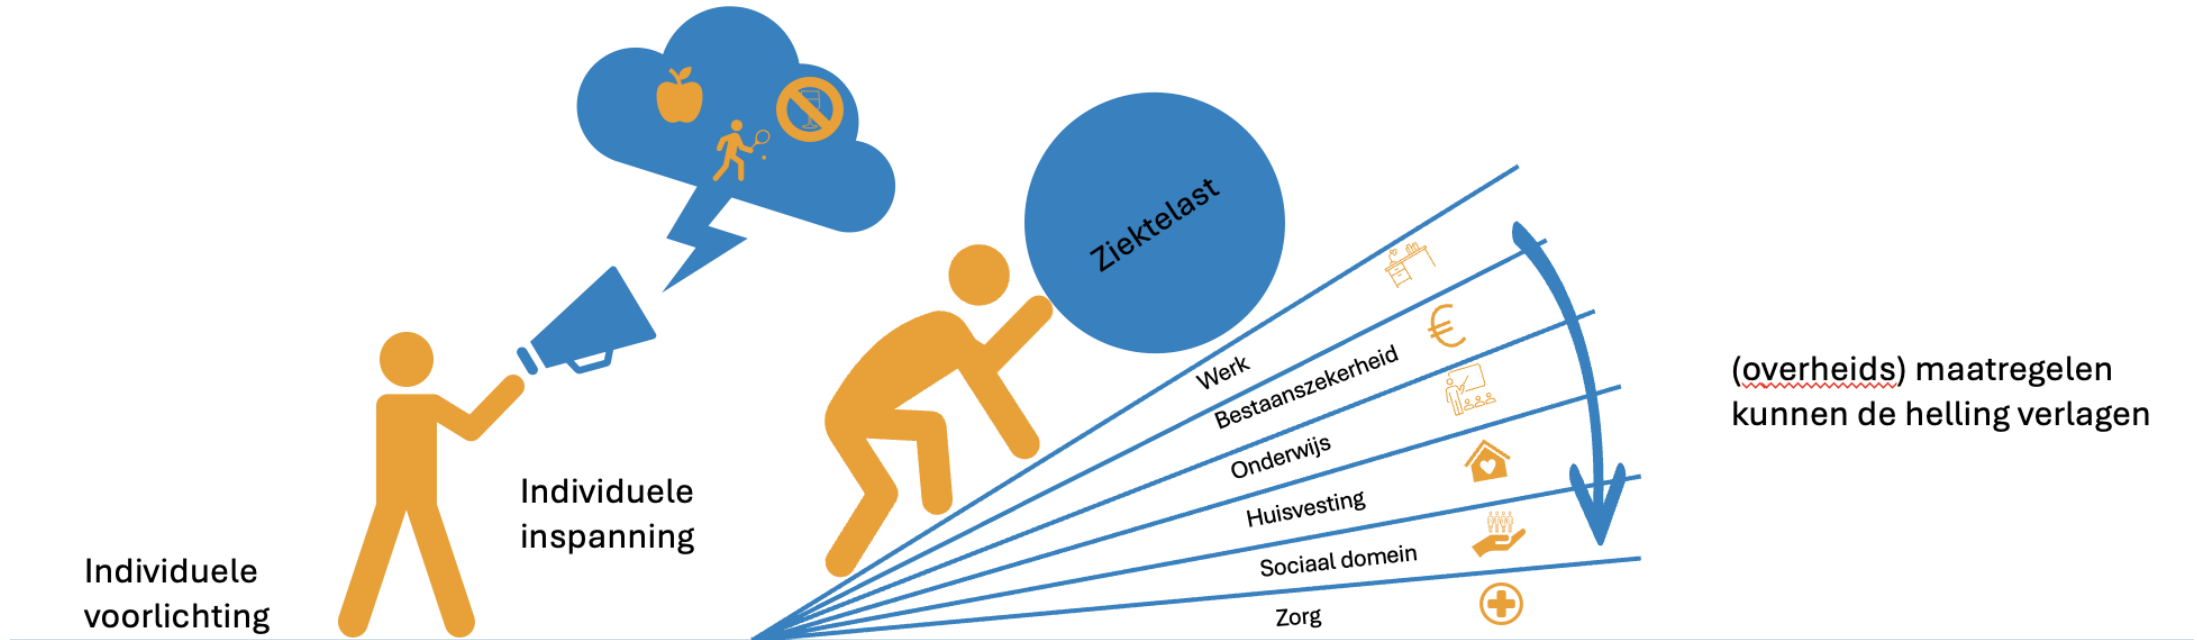 Individuele
voorlichting
Individuele
inspanning
Ziektelast
Werk
Bestaanszekerheid
€
Onderwijs
Huisvesting
Sociaal domein
Zorg
(overheids) maatregelen
kunnen de helling verlagen